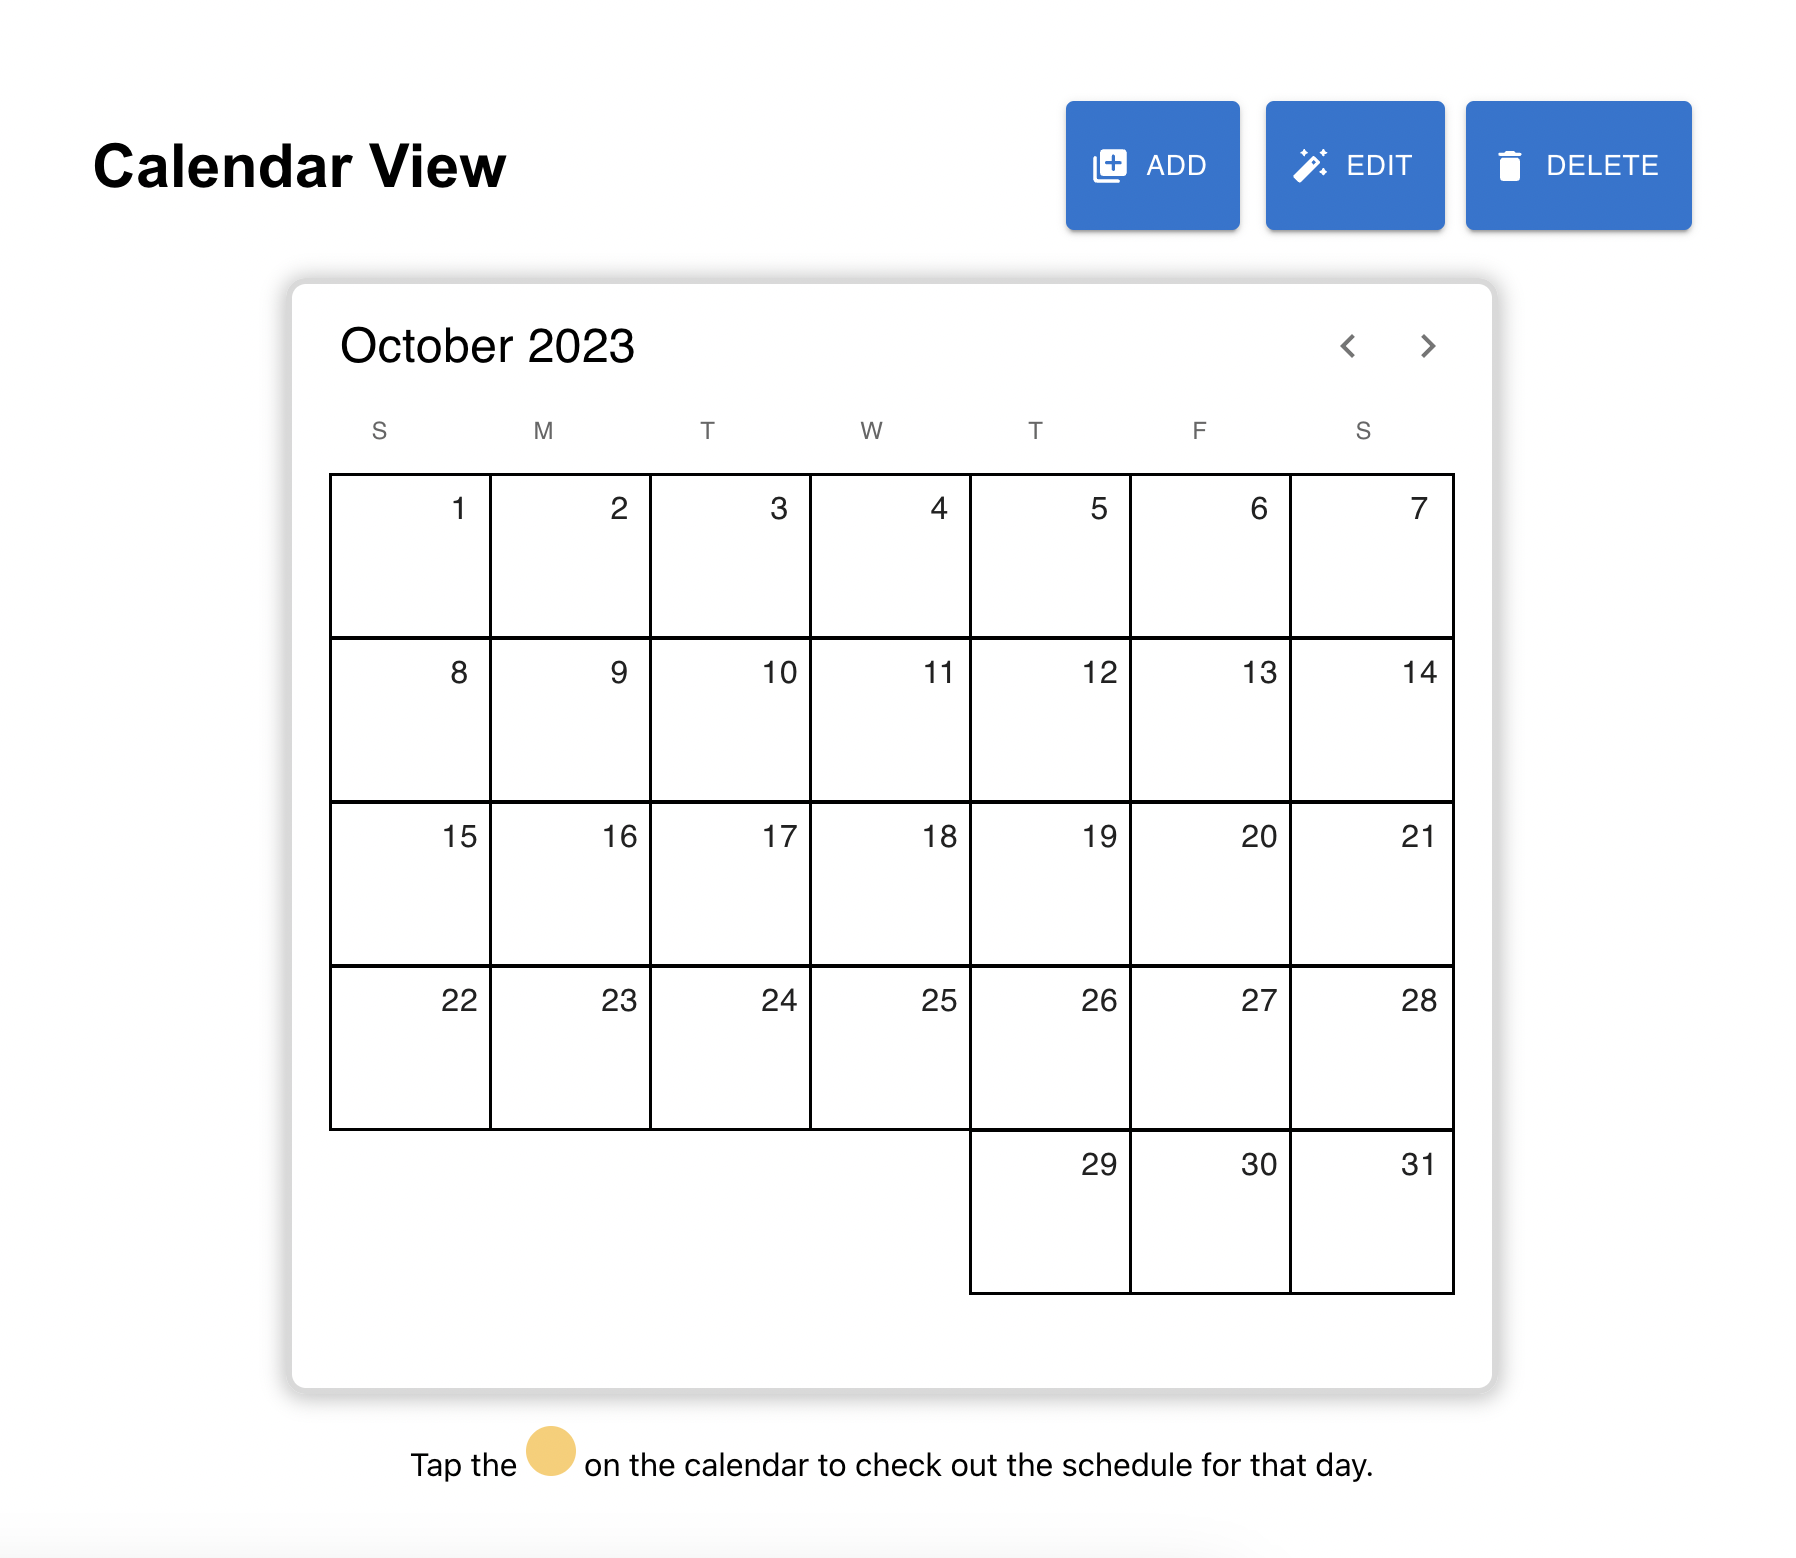 Calendar View
ADD
EDIT
DELETE
October 2023
S M T W T F S
1 2 3 4 5 6 7
8 9 10 11 12 13 14
15 16 17 18 19 20 21
22 23 24 25 26 27 28
29 30 31
Tap the on the calendar to check out the schedule for that day.